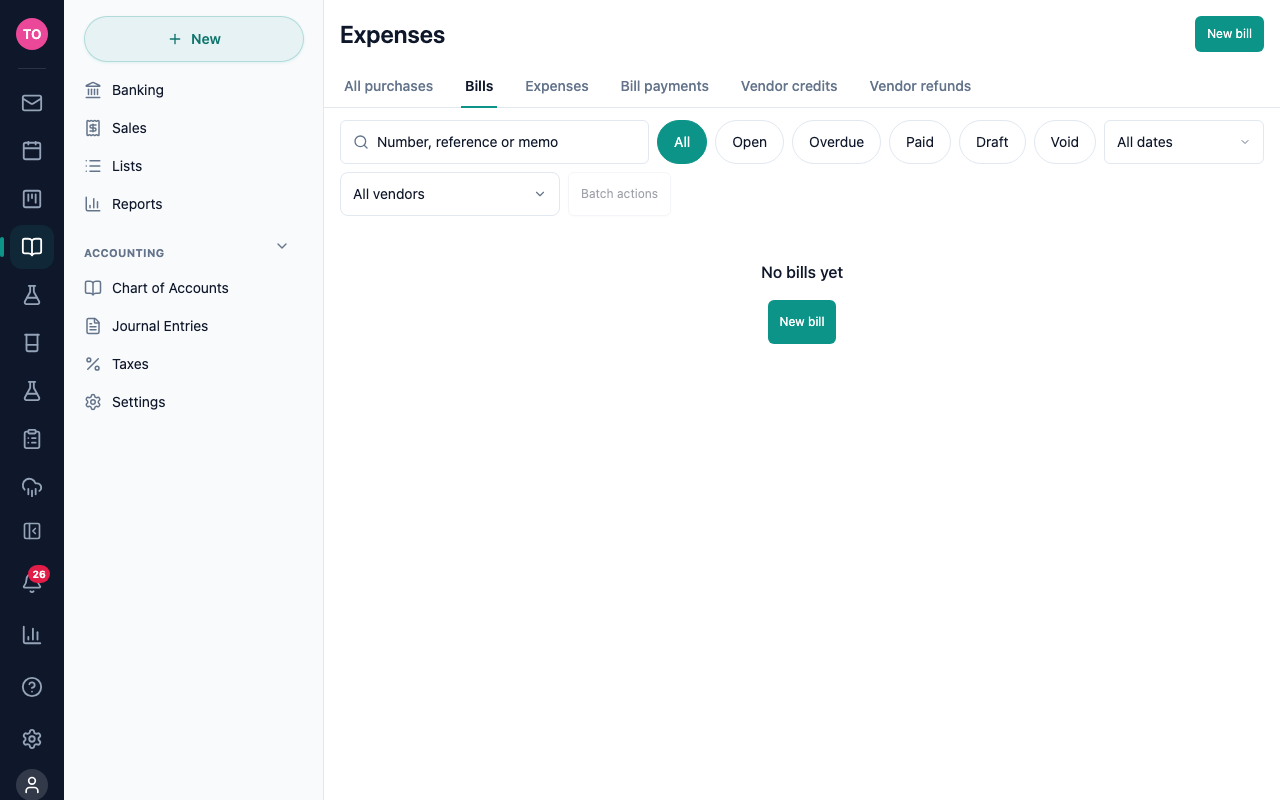 TO
New
Banking
Sales
Lists
Reports
ACCOUNTING
Chart of Accounts
Journal Entries
Taxes
Settings
26
Expenses
New bill
All purchases
Bills
Expenses
Bill payments
Vendor credits
Vendor refunds
Number, reference or memo
All
Open
Overdue
Paid
Draft
Void
All dates
All vendors
Batch actions
No bills yet
New bill